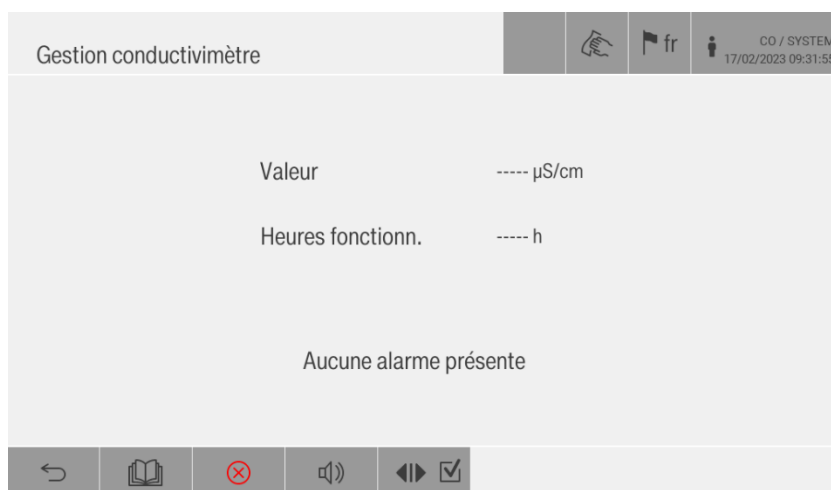 Gestion conductivimètre
fr
CO / SYSTEM
17/02/2023 09:31:55
Valeur ----- µS/cm
Heures fonctionn. ----- h
Aucune alarme présente